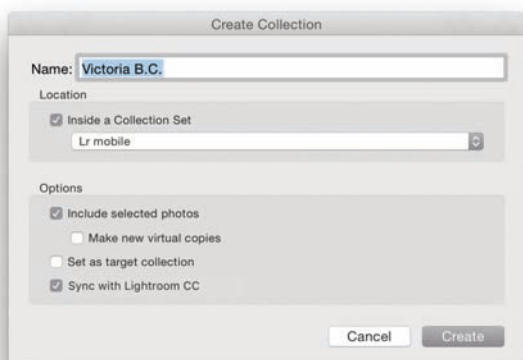 Create Collection
Name: Victoria B.C.
Location
Inside a Collection Set
Lr mobile
Options
Include selected photos
Make new virtual copies
Set as target collection
Sync with Lightroom CC
Cancel Create